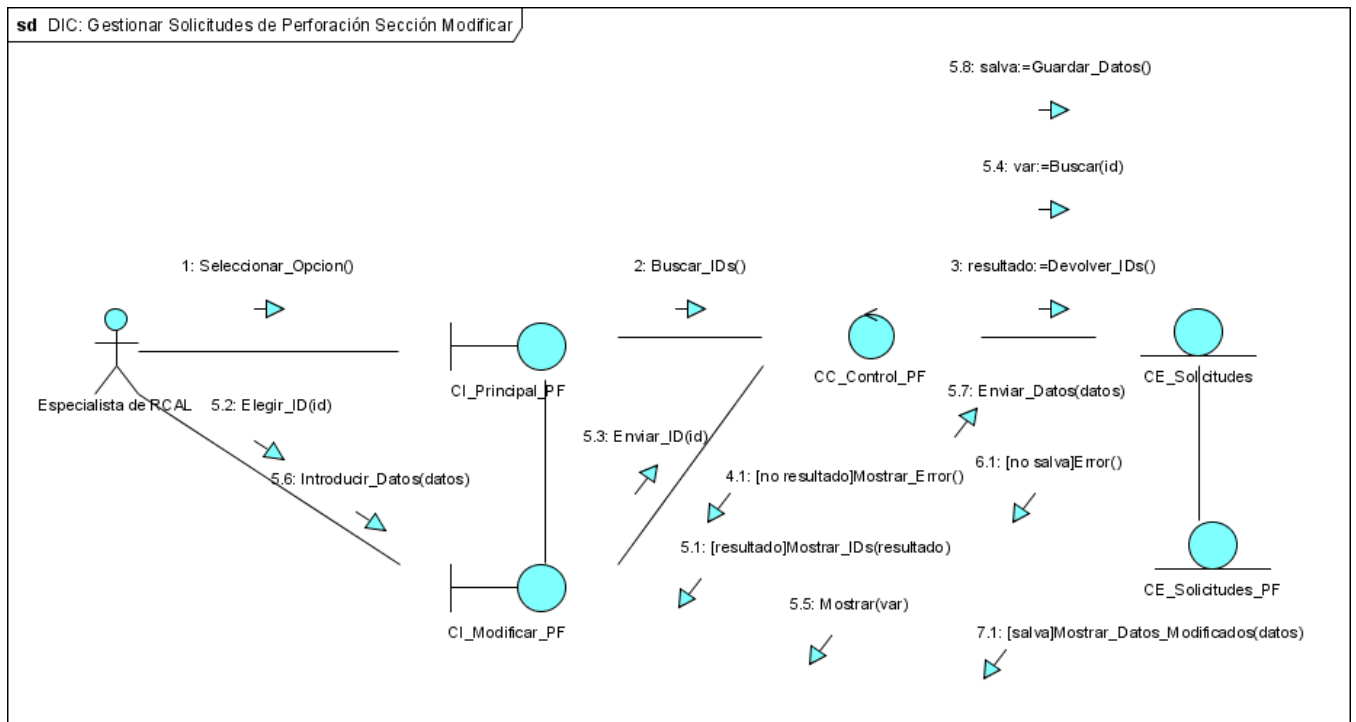 sd DIC: Gestionar Solicitudes de Perforación Sección Modificar
5.8: salva:=Guardar_Datos()
5.4: var:=Buscar(id)
1: Seleccionar_Opcion()
2: Buscar_IDs()
3: resultado:=Devolver_IDs()
CI_Principal_PF
CC_Control_PF
CE_Solicitudes
Especialista de RCAL
5.2: Elegir_ID(id)
5.7: Enviar_Datos(datos)
5.3: Enviar_ID(id)
5.6: Introducir_Datos(datos)
4.1: [no resultado]Mostrar_Error()
6.1: [no salva]Error()
5.1: [resultado]Mostrar_IDs(resultado)
CE_Solicitudes_PF
5.5: Mostrar(var)
CI_Modificar_PF
7.1: [salva]Mostrar_Datos_Modificados(datos)